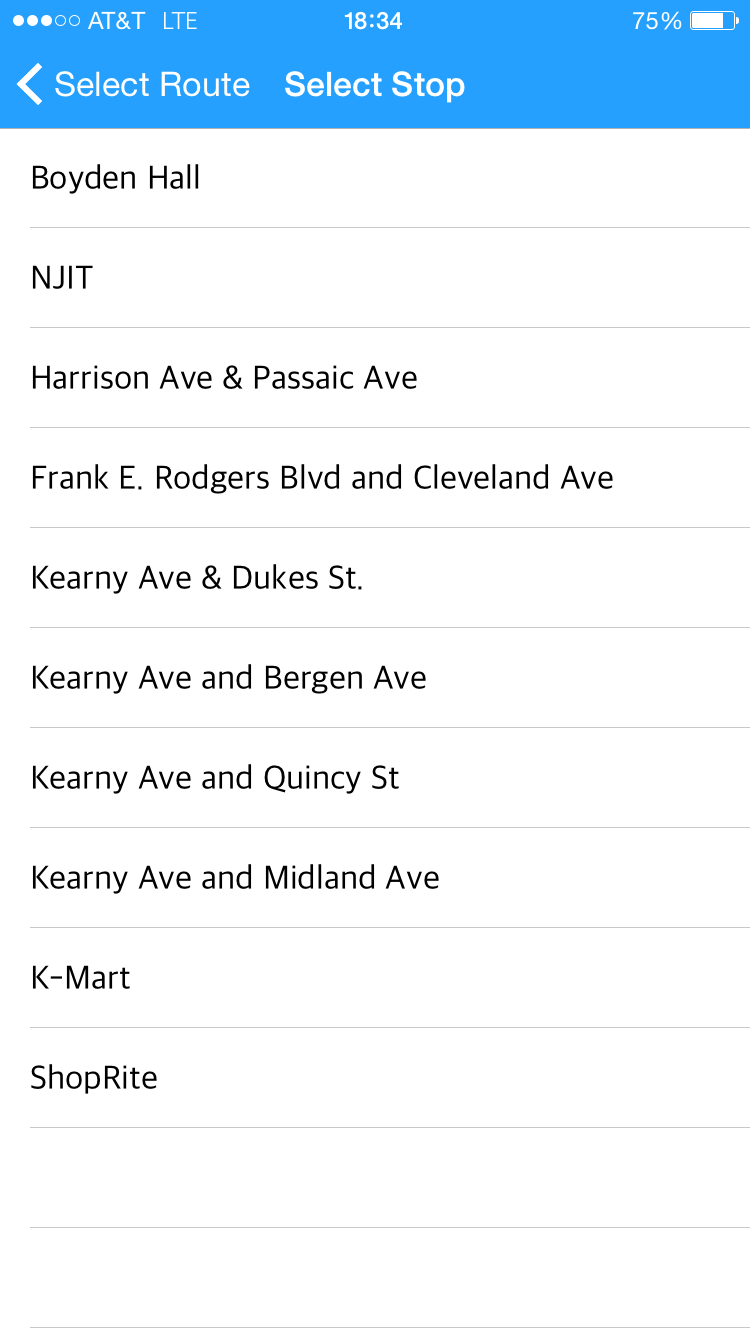 AT&T LTE 18:34 75%
Select Route Select Stop
Boyden Hall
NJIT
Harrison Ave & Passaic Ave
Frank E. Rodgers Blvd and Cleveland Ave
Kearny Ave & Dukes St.
Kearny Ave and Bergen Ave
Kearny Ave and Quincy St
Kearny Ave and Midland Ave
K-Mart
ShopRite